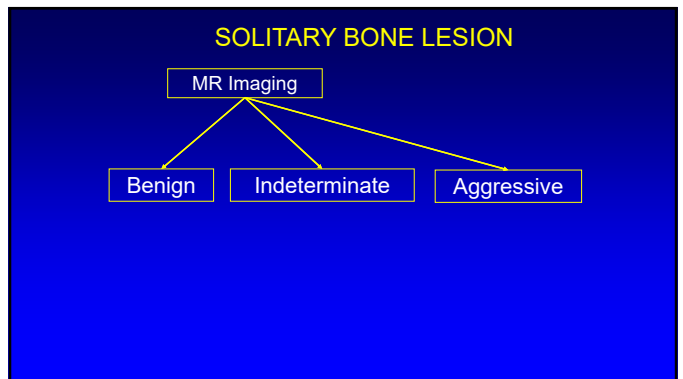 SOLITARY BONE LESION
MR Imaging
Benign
Indeterminate
Aggressive